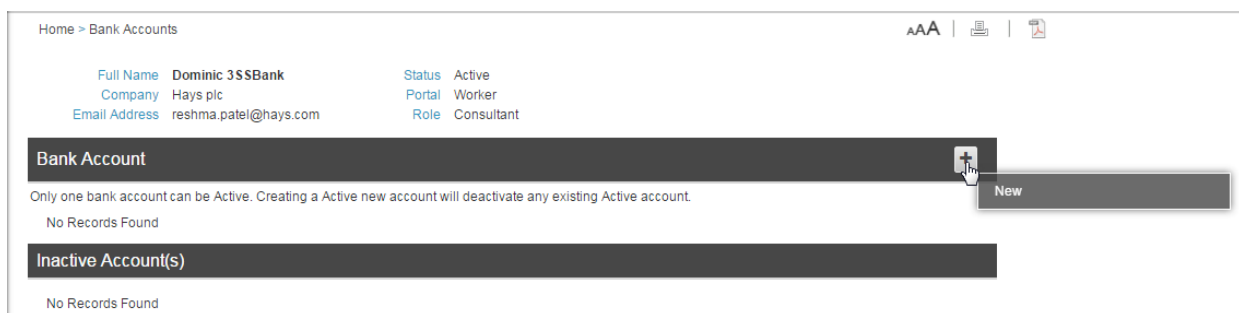 Home > Bank Accounts AAA
Full Name Dominic 3SSBank Status Active
Company Hays plc Portal Worker
Email Address reshma.patel@hays.com Role Consultant
Bank Account
New
Only one bank account can be Active. Creating a Active new account will deactivate any existing Active account.
No Records Found
Inactive Account(s)
No Records Found